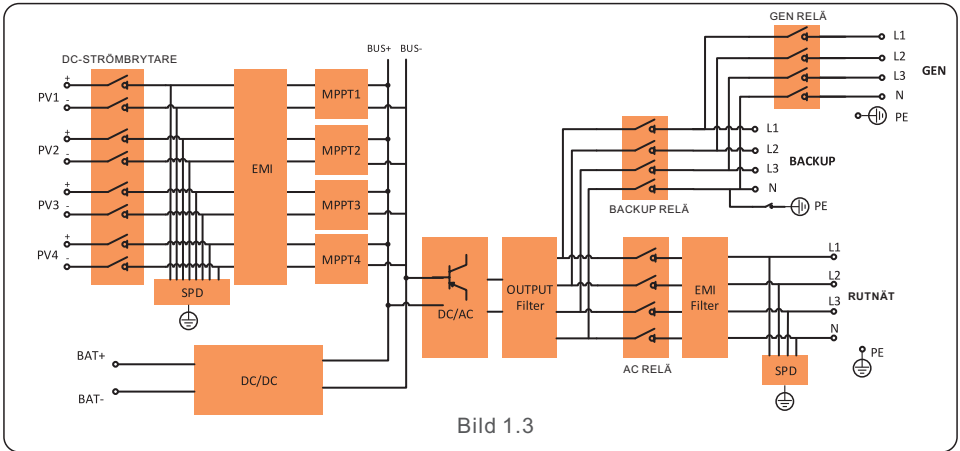 GEN RELÄ
L1
L2
GEN
L3
N
PE
BUS+ BUS-
DC-STRÖMBRYTARE
+
PV1
-
+
PV2
-
+
PV3
-
+
PV4
-
EMI
MPPT1
MPPT2
MPPT3
MPPT4
SPD
L1
L2
BACKUP
L3
N
PE
BACKUP RELÄ
DC/AC
OUTPUT
Filter
EMI
Filter
AC RELÄ
L1
L2
L3
RUTNÄT
N
PE
SPD
BAT+
BAT-
DC/DC
Bild 1.3